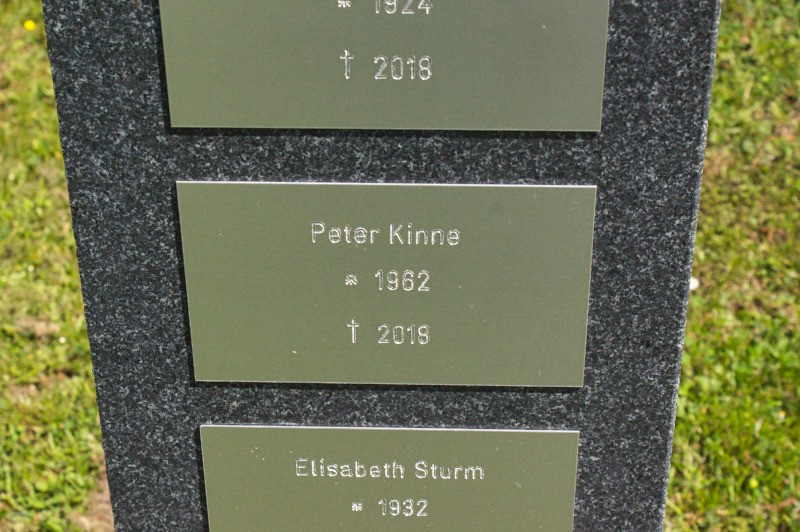 * 1924
† 2018
Peter Kinne
* 1962
† 2018
Elisabeth Sturm
* 1932